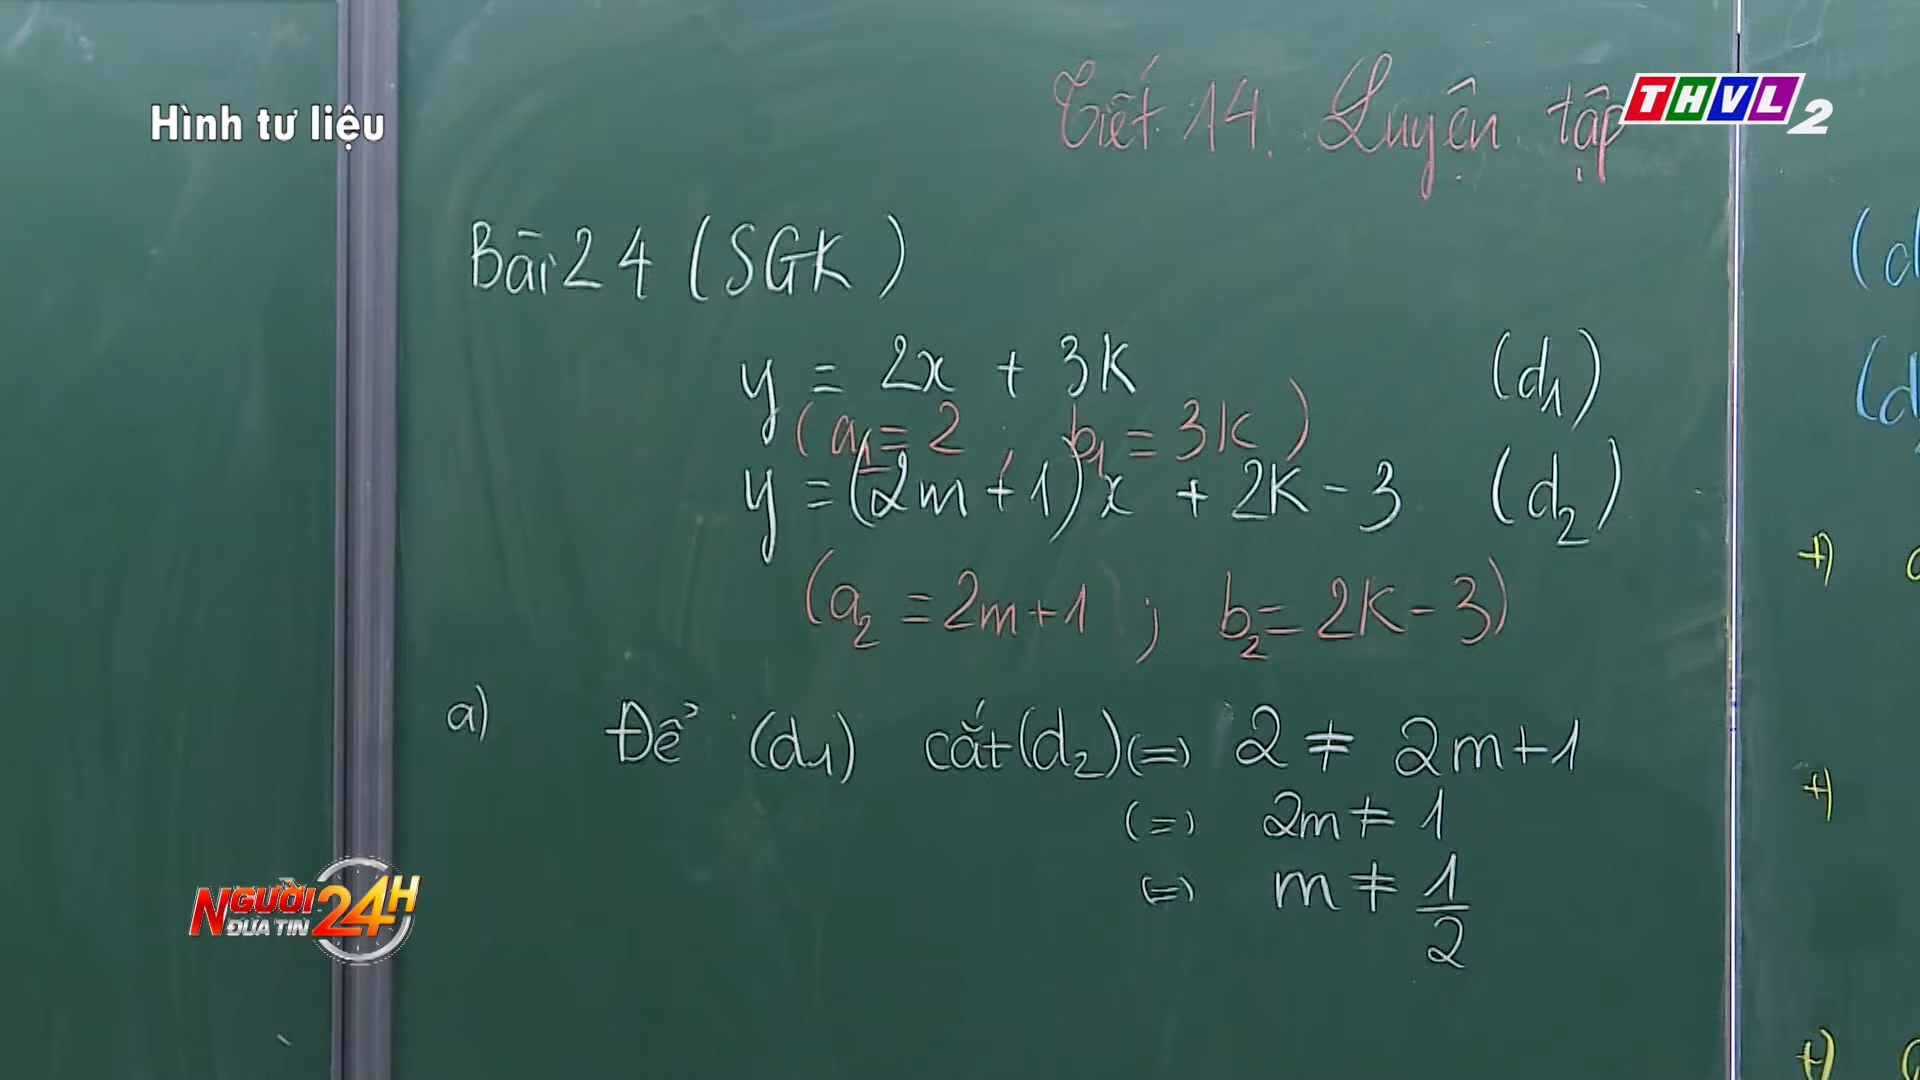 Hình tư liệu
THVL2
Tiết 14. Luyện tập
Bài 24 (SGK)
y = 2x + 3K (d1)
(a1 = 2 ; b1 = 3K)
y = (2m+1)x + 2K - 3 (d2)
(a2 = 2m+1 ; b2 = 2K - 3)
a) Để (d1) cắt (d2) (=) 2 ≠ 2m+1
(=) 2m ≠ 1
(=) m ≠ 1/2
(d
(d
+)
+)
+)
NGƯỜI ĐƯA TIN 24H